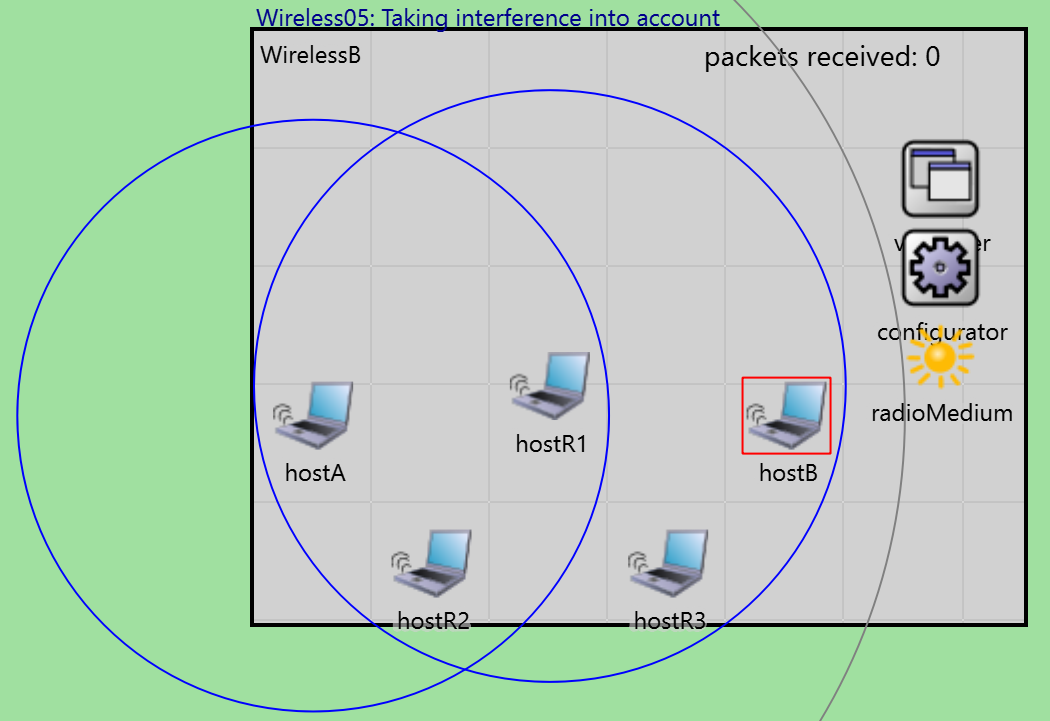 Wireless05: Taking interference into account
WirelessB
packets received: 0
configurator
radioMedium
hostR1
hostA
hostB
hostR2
hostR3